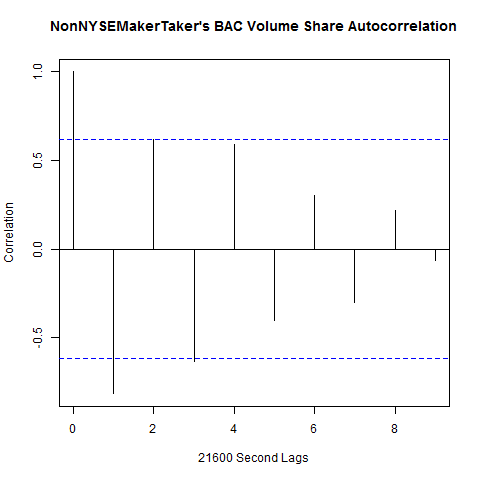 NonNYSEMakerTaker's BAC Volume Share Autocorrelation
1.0
0.5
0.0
-0.5
Correlation
0 2 4 6 8
21600 Second Lags